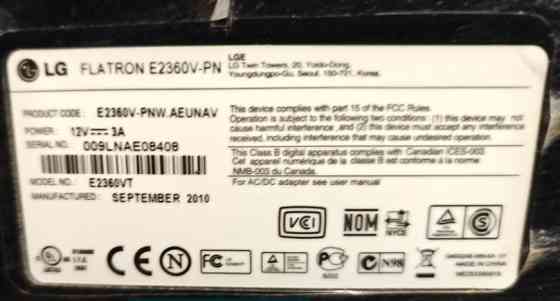 LG FLATRON E2360V-PN
LGE
LG Twin Towers, 20, Yoido-Dong,
Youngdungpo-Gu, Seoul, 150-721, Korea.
PRODUCT CODE : E2360V-PNW.AEUNAV
POWER : 12V 3A
SERIAL NO. 009LNAE08408
MODEL NO. : E2360VT
MANUFACTURED : SEPTEMBER 2010
This device complies with part 15 of the FCC Rules.
Operation is subject to the following two conditions: (1) this device may not
cause harmful interference, and (2) this device must accept any interference
received, including interference that may cause undesired operation.
This Class B digital apparatus complies with Canadian ICES-003.
Cet appareil numérique de la classe B est conforme à la norme
NMB-003 du Canada.
For AC/DC adapter see user manual
VCCI NOM NYCE S
CE N FC N98
MADE IN CHINA